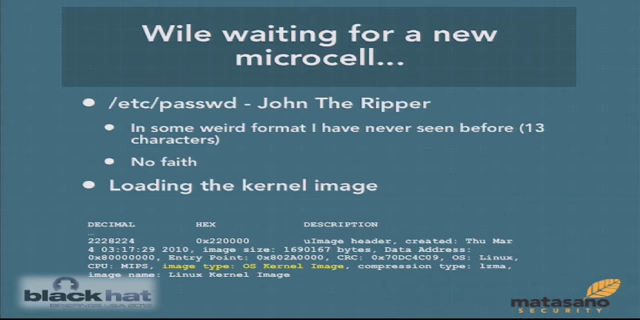 Wile waiting for a new
microcell...
/etc/passwd - John The Ripper
In some weird format I have never seen before (13
characters)
No faith
Loading the kernel image
DECIMAL HEX DESCRIPTION
2228224 0x220000 uImage header, created: Thu Mar
4 03:17:29 2010, image size: 1690167 bytes, Data Address:
0x80000000, Entry Point: 0x802A0000, CRC: 0x70DC4C09, OS: Linux,
CPU: MIPS, image type: OS Kernel Image, compression type: lzma,
image name: Linux Kernel Image
black hat
matasano
SECURITY